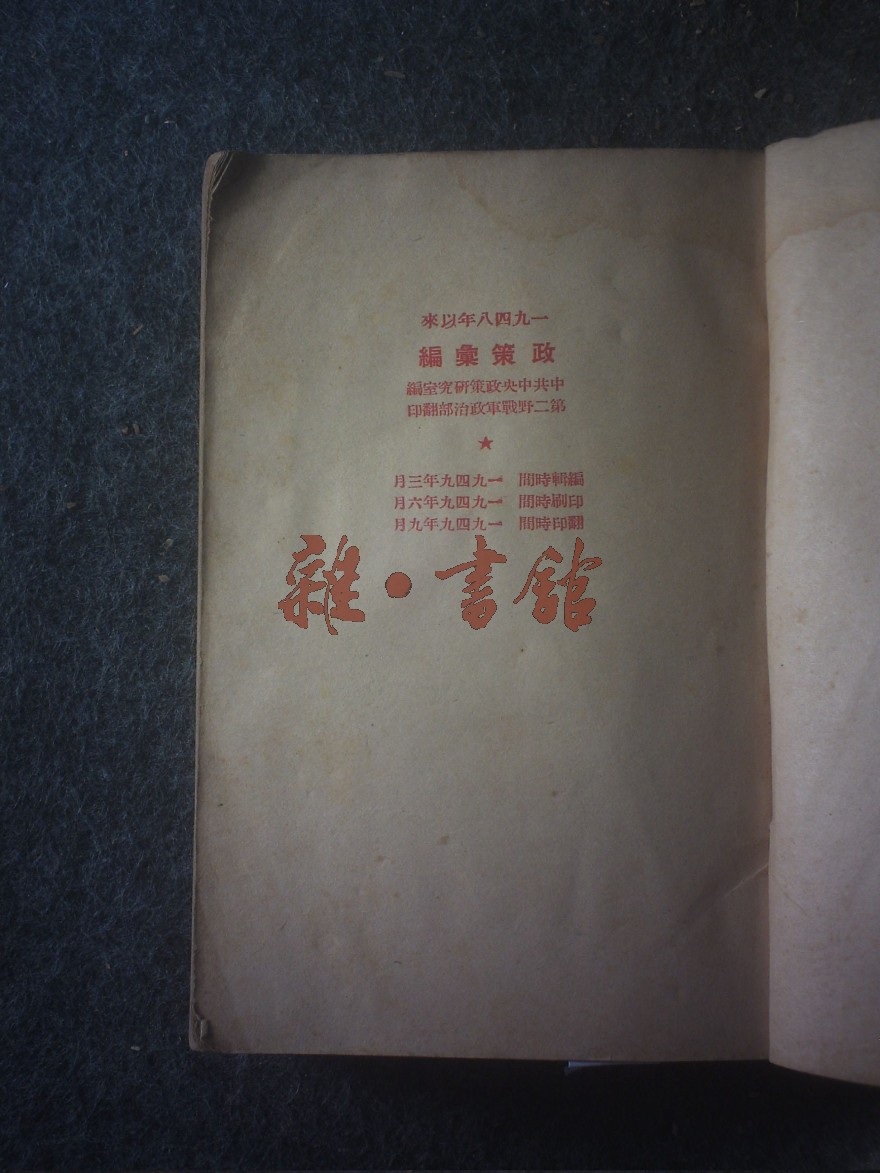 一九四八年以來
政策彙編
中共中央政策研究室編
第二野戰軍政治部翻印
★
編輯時間 一九四九年三月
印刷時間 一九四九年六月
翻印時間 一九四九年九月
雜•書館